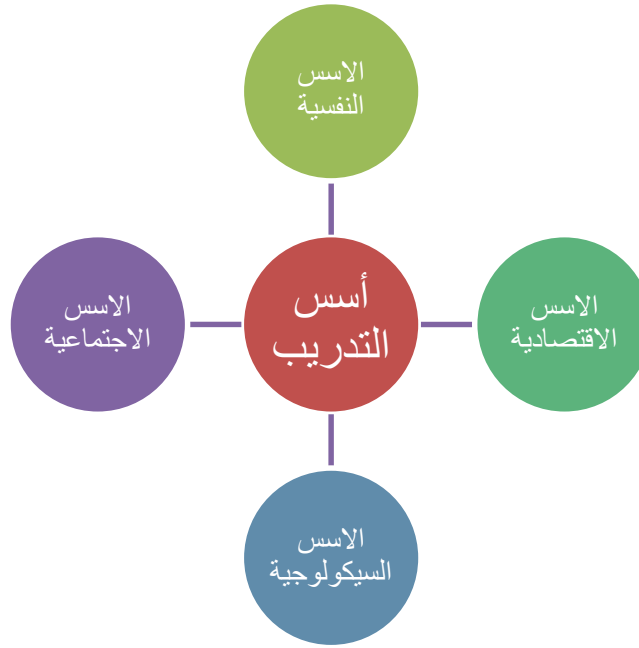 الاسس
النفسية
الاسس
الاقتصادية
أسس
التدريب
الاسس
الاجتماعية
الاسس
السيكولوجية